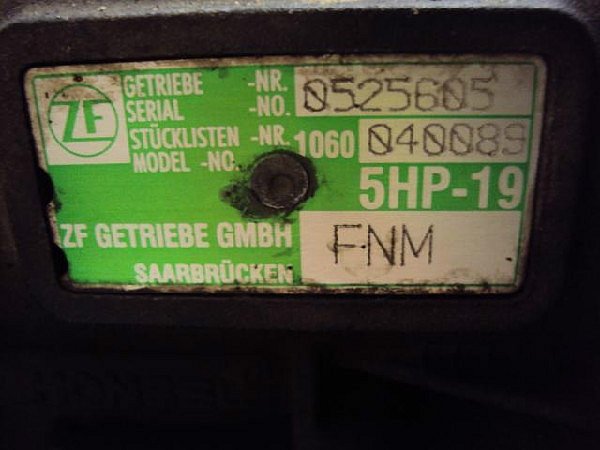 ZF
GETRIEBE -NR. 0525605
SERIAL -NO.
STÜCKLISTEN -NR. 1060 040089
MODEL -NO.
5HP-19
ZF GETRIEBE GMBH FNM
SAARBRÜCKEN